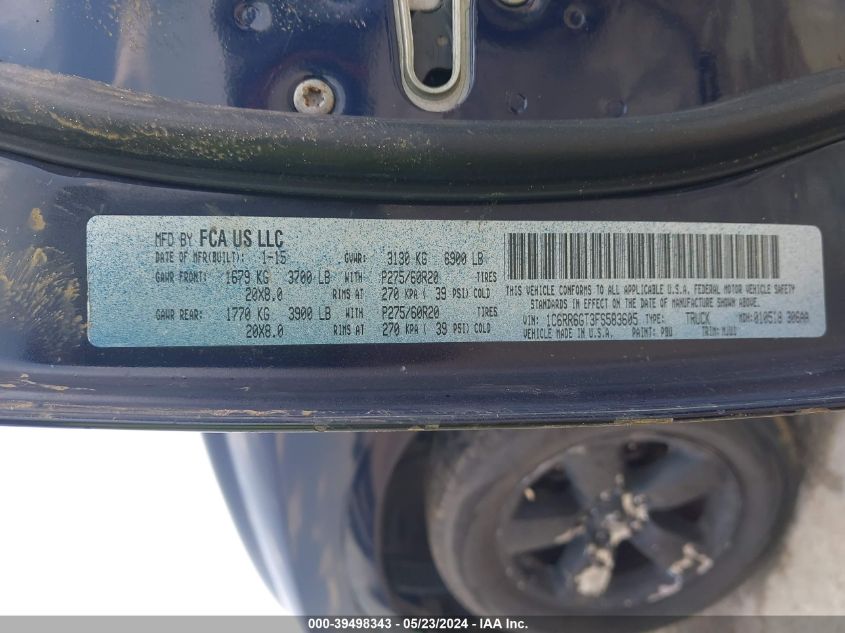 MFD BY FCA US LLC
DATE OF MFR(BUILT): 1-15 GVWR: 3130 KG 6900 LB
GAWR FRONT: 1679 KG 3700 LB WITH P275/60R20 TIRES
20X8.0 RIMS AT 270 KPA ( 39 PSI) COLD
GAWR REAR: 1770 KG 3900 LB WITH P275/60R20 TIRES
20X8.0 RIMS AT 270 KPA ( 39 PSI) COLD
THIS VEHICLE CONFORMS TO ALL APPLICABLE U.S.A. FEDERAL MOTOR VEHICLE SAFETY
STANDARDS IN EFFECT ON THE DATE OF MANUFACTURE SHOWN ABOVE.
VIN: 1C6RR6GT3FS583605 TYPE: TRUCK MDH: 010518 306AA
VEHICLE MADE IN U.S.A. PAINT: PBU TRIM:
000-39498343 / 05/23/2024 - IAA Inc.